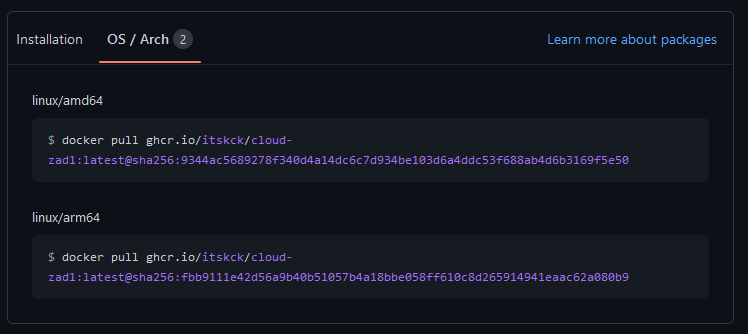 Installation OS / Arch 2 Learn more about packages
linux/amd64
$ docker pull ghcr.io/itskck/cloud-
zad1:latest@sha256:9344ac5689278f340d4a14dc6c7d934be103d6a4ddc53f688ab4d6b3169f5e50
linux/arm64
$ docker pull ghcr.io/itskck/cloud-
zad1:latest@sha256:fbb9111e42d56a9b40b51057b4a18bbe058ff610c8d265914941eaac62a080b9